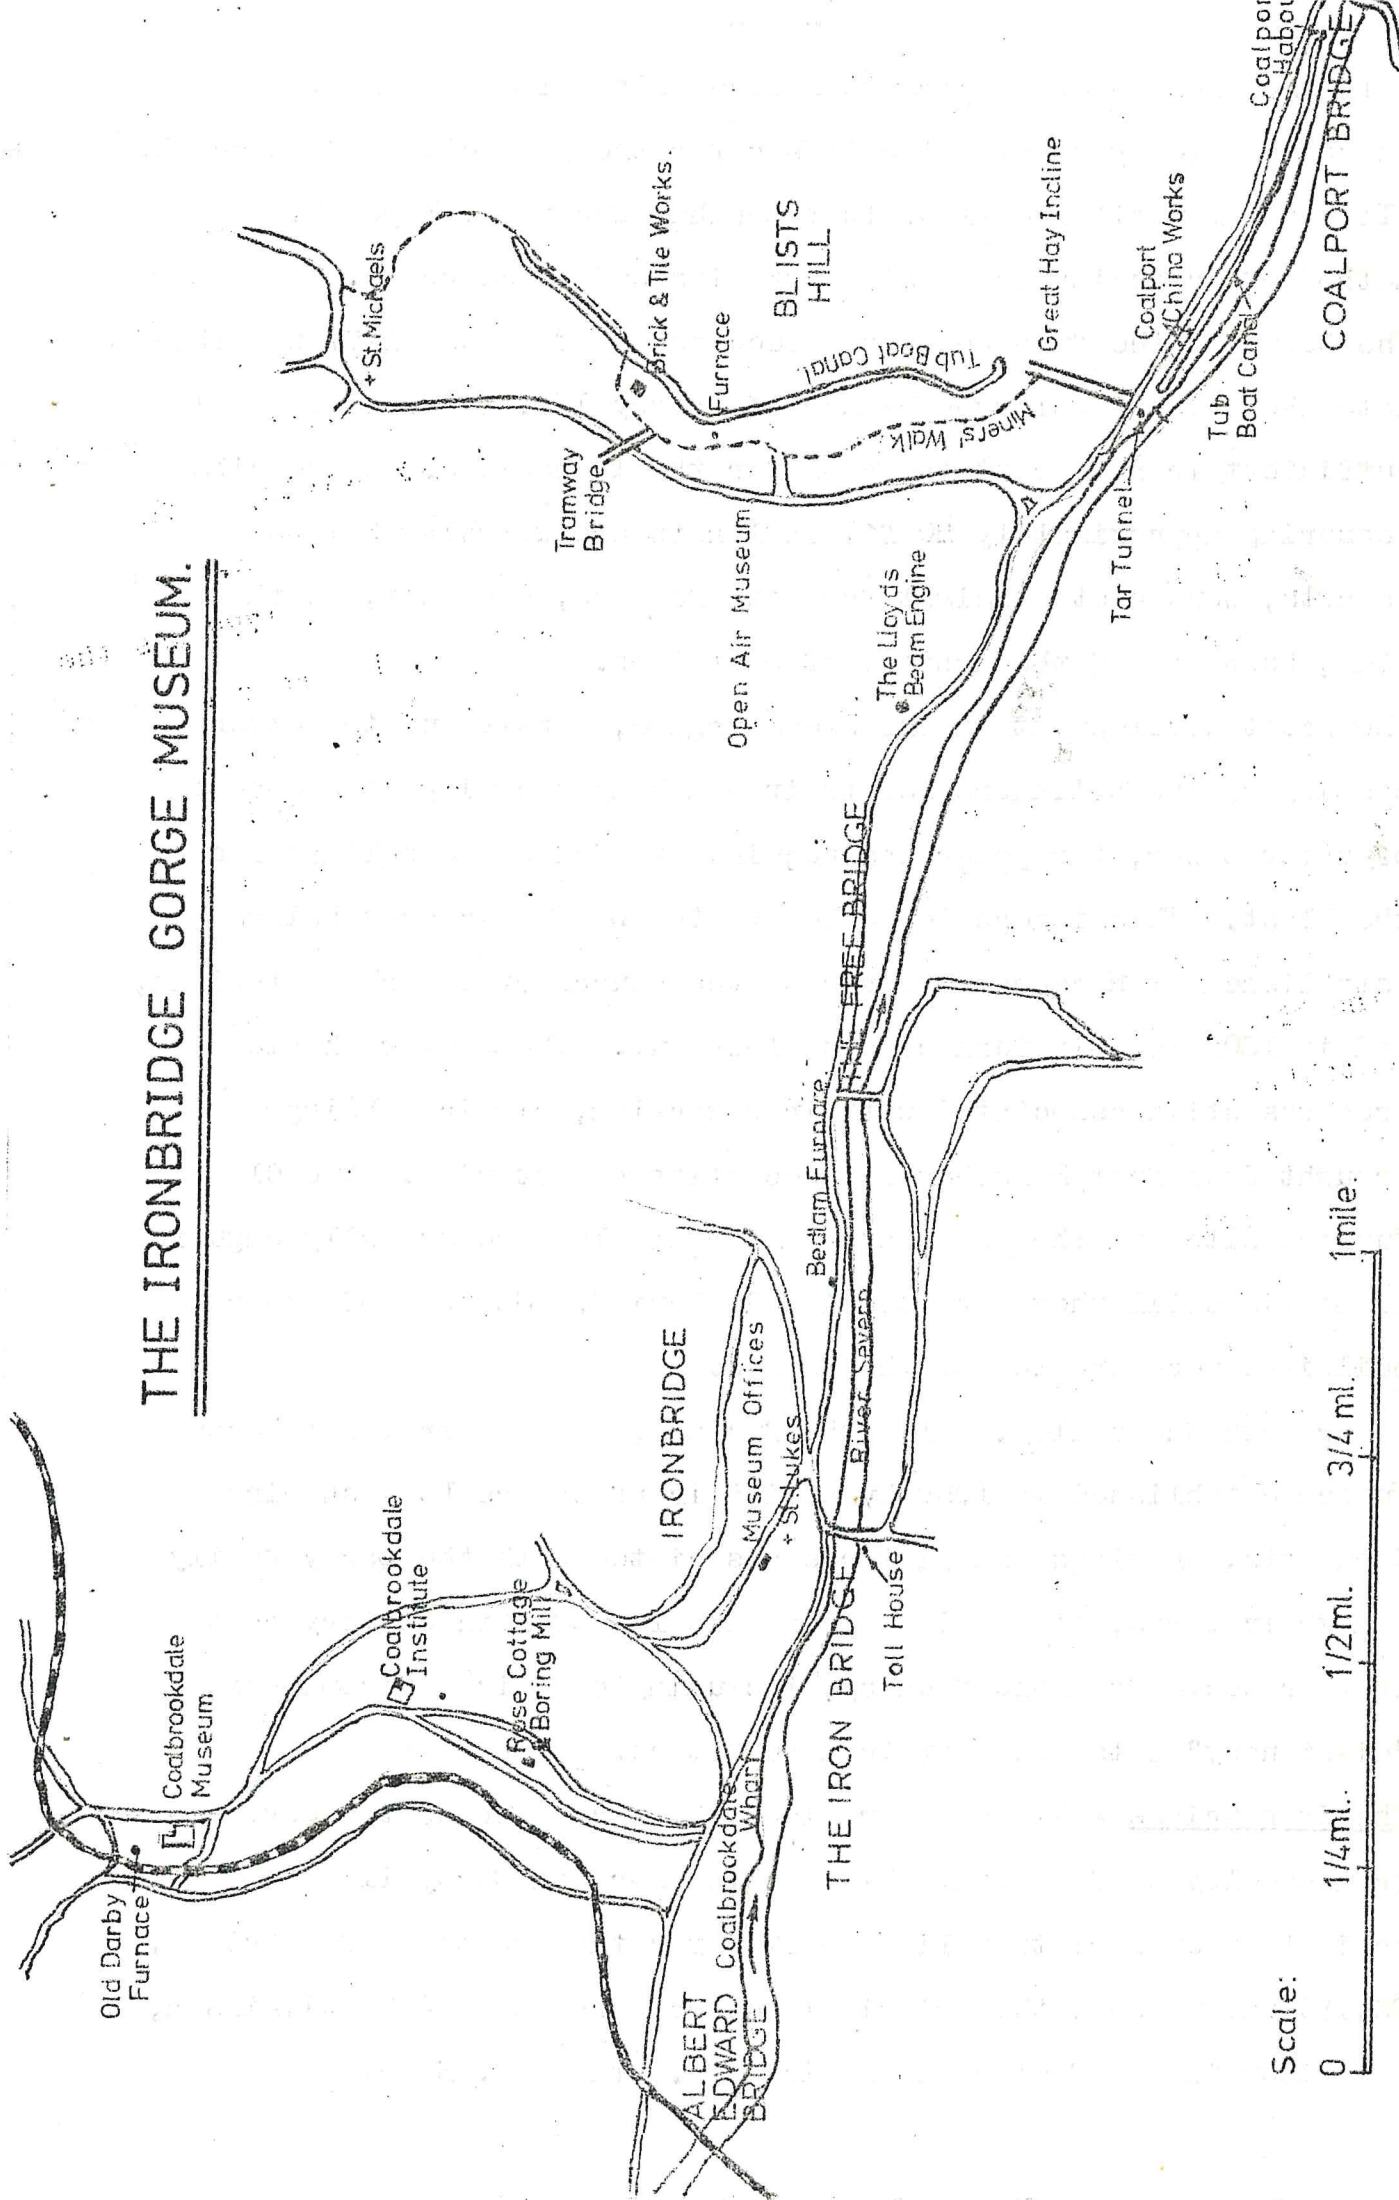 THE IRONBRIDGE GORGE MUSEUM.
Old Darby
Furnace
Coalbrookdale
Museum
Coalbrookdale
Institute
Rose Cottage
Boring Mill
IRONBRIDGE
Museum Offices
+ St. Lukes
ALBERT
EDWARD
BRIDGE
Coalbrookdale
Wharf
THE IRON BRIDGE
Toll House
River Severn
Bedlam Furnace
THE FREE BRIDGE
The Lloyds
Beam Engine
Open Air Museum
Tramway
Bridge
+ St. Michaels
Brick & Tile Works.
Furnace
BLISTS
HILL
Tub Boat Canal
Miners' Walk
Great Hay Incline
Tar Tunnel
Coalport
China Works
Tub
Boat Canal
COALPORT BRIDGE
Scale:
0
1/4ml.
1/2ml.
3/4 ml.
1mile.